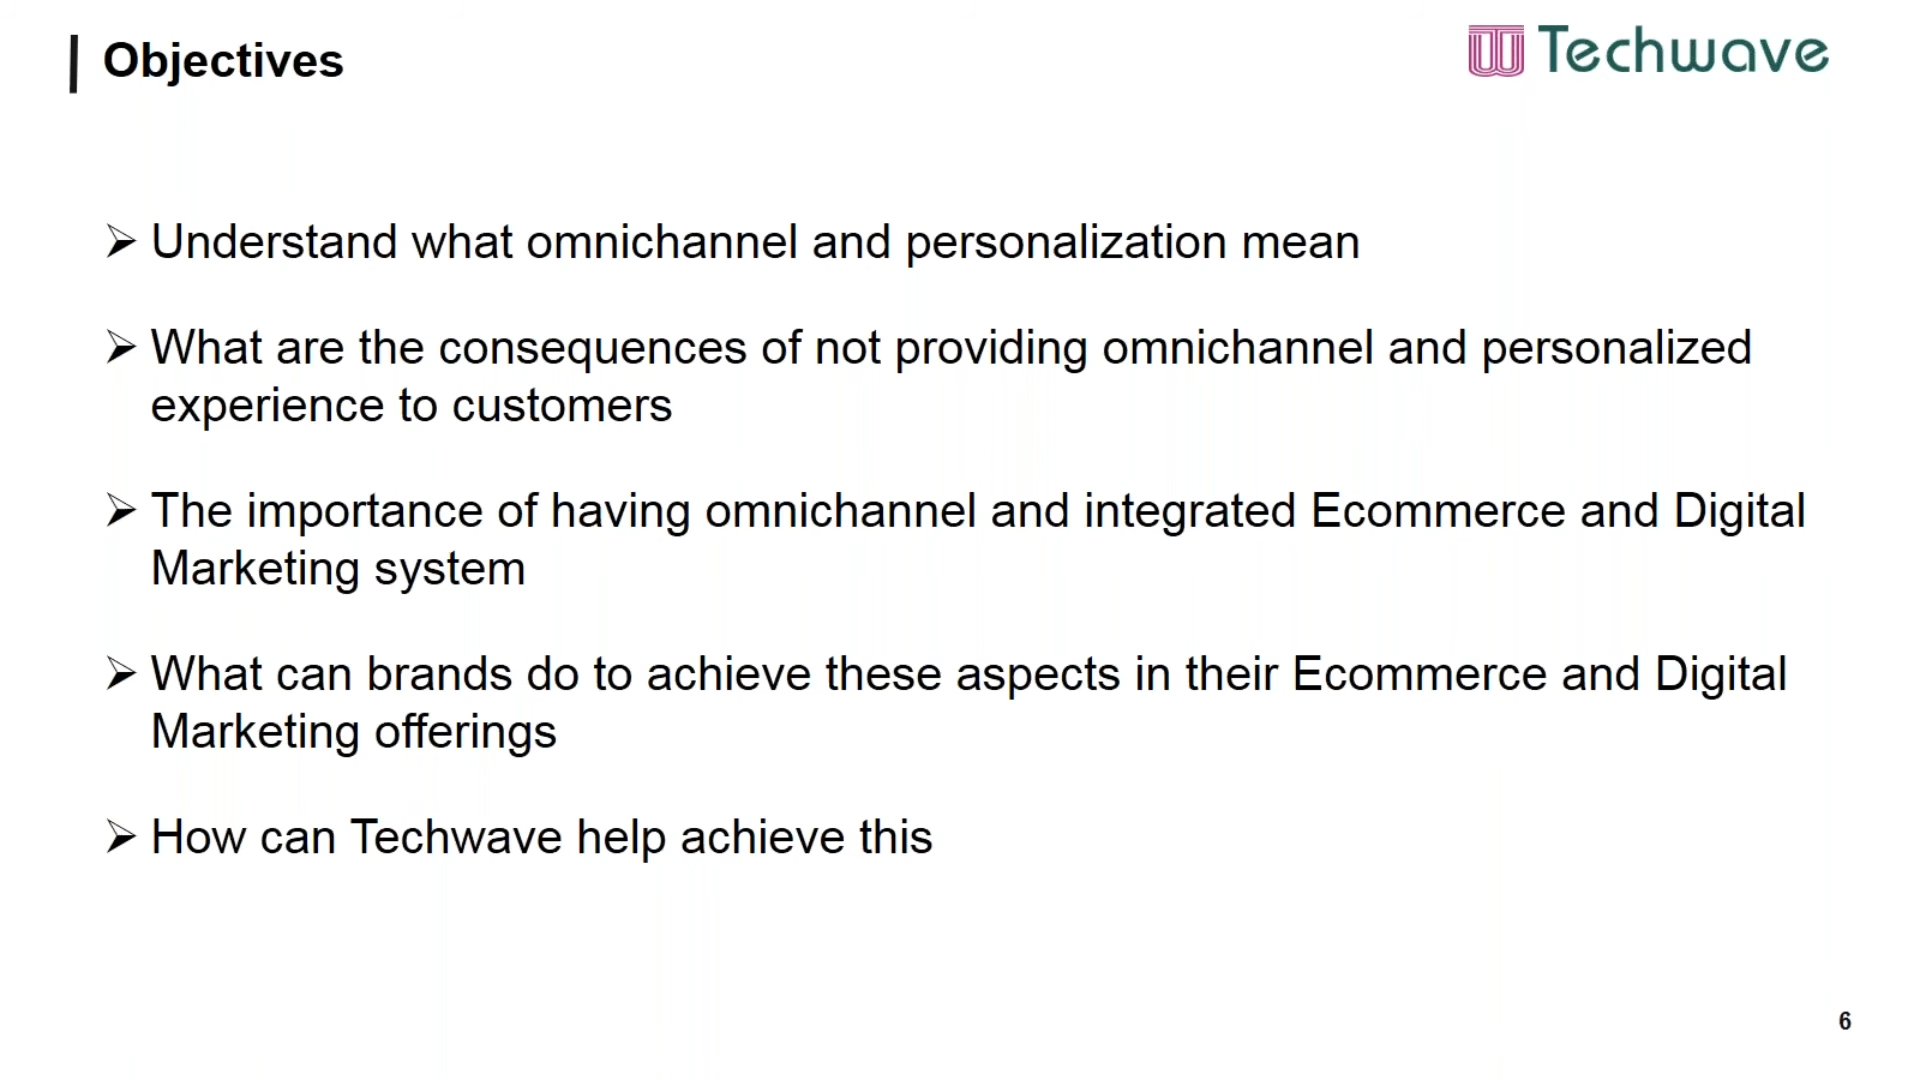 Objectives
Techwave
Understand what omnichannel and personalization mean
What are the consequences of not providing omnichannel and personalized
experience to customers
The importance of having omnichannel and integrated Ecommerce and Digital
Marketing system
What can brands do to achieve these aspects in their Ecommerce and Digital
Marketing offerings
How can Techwave help achieve this
6